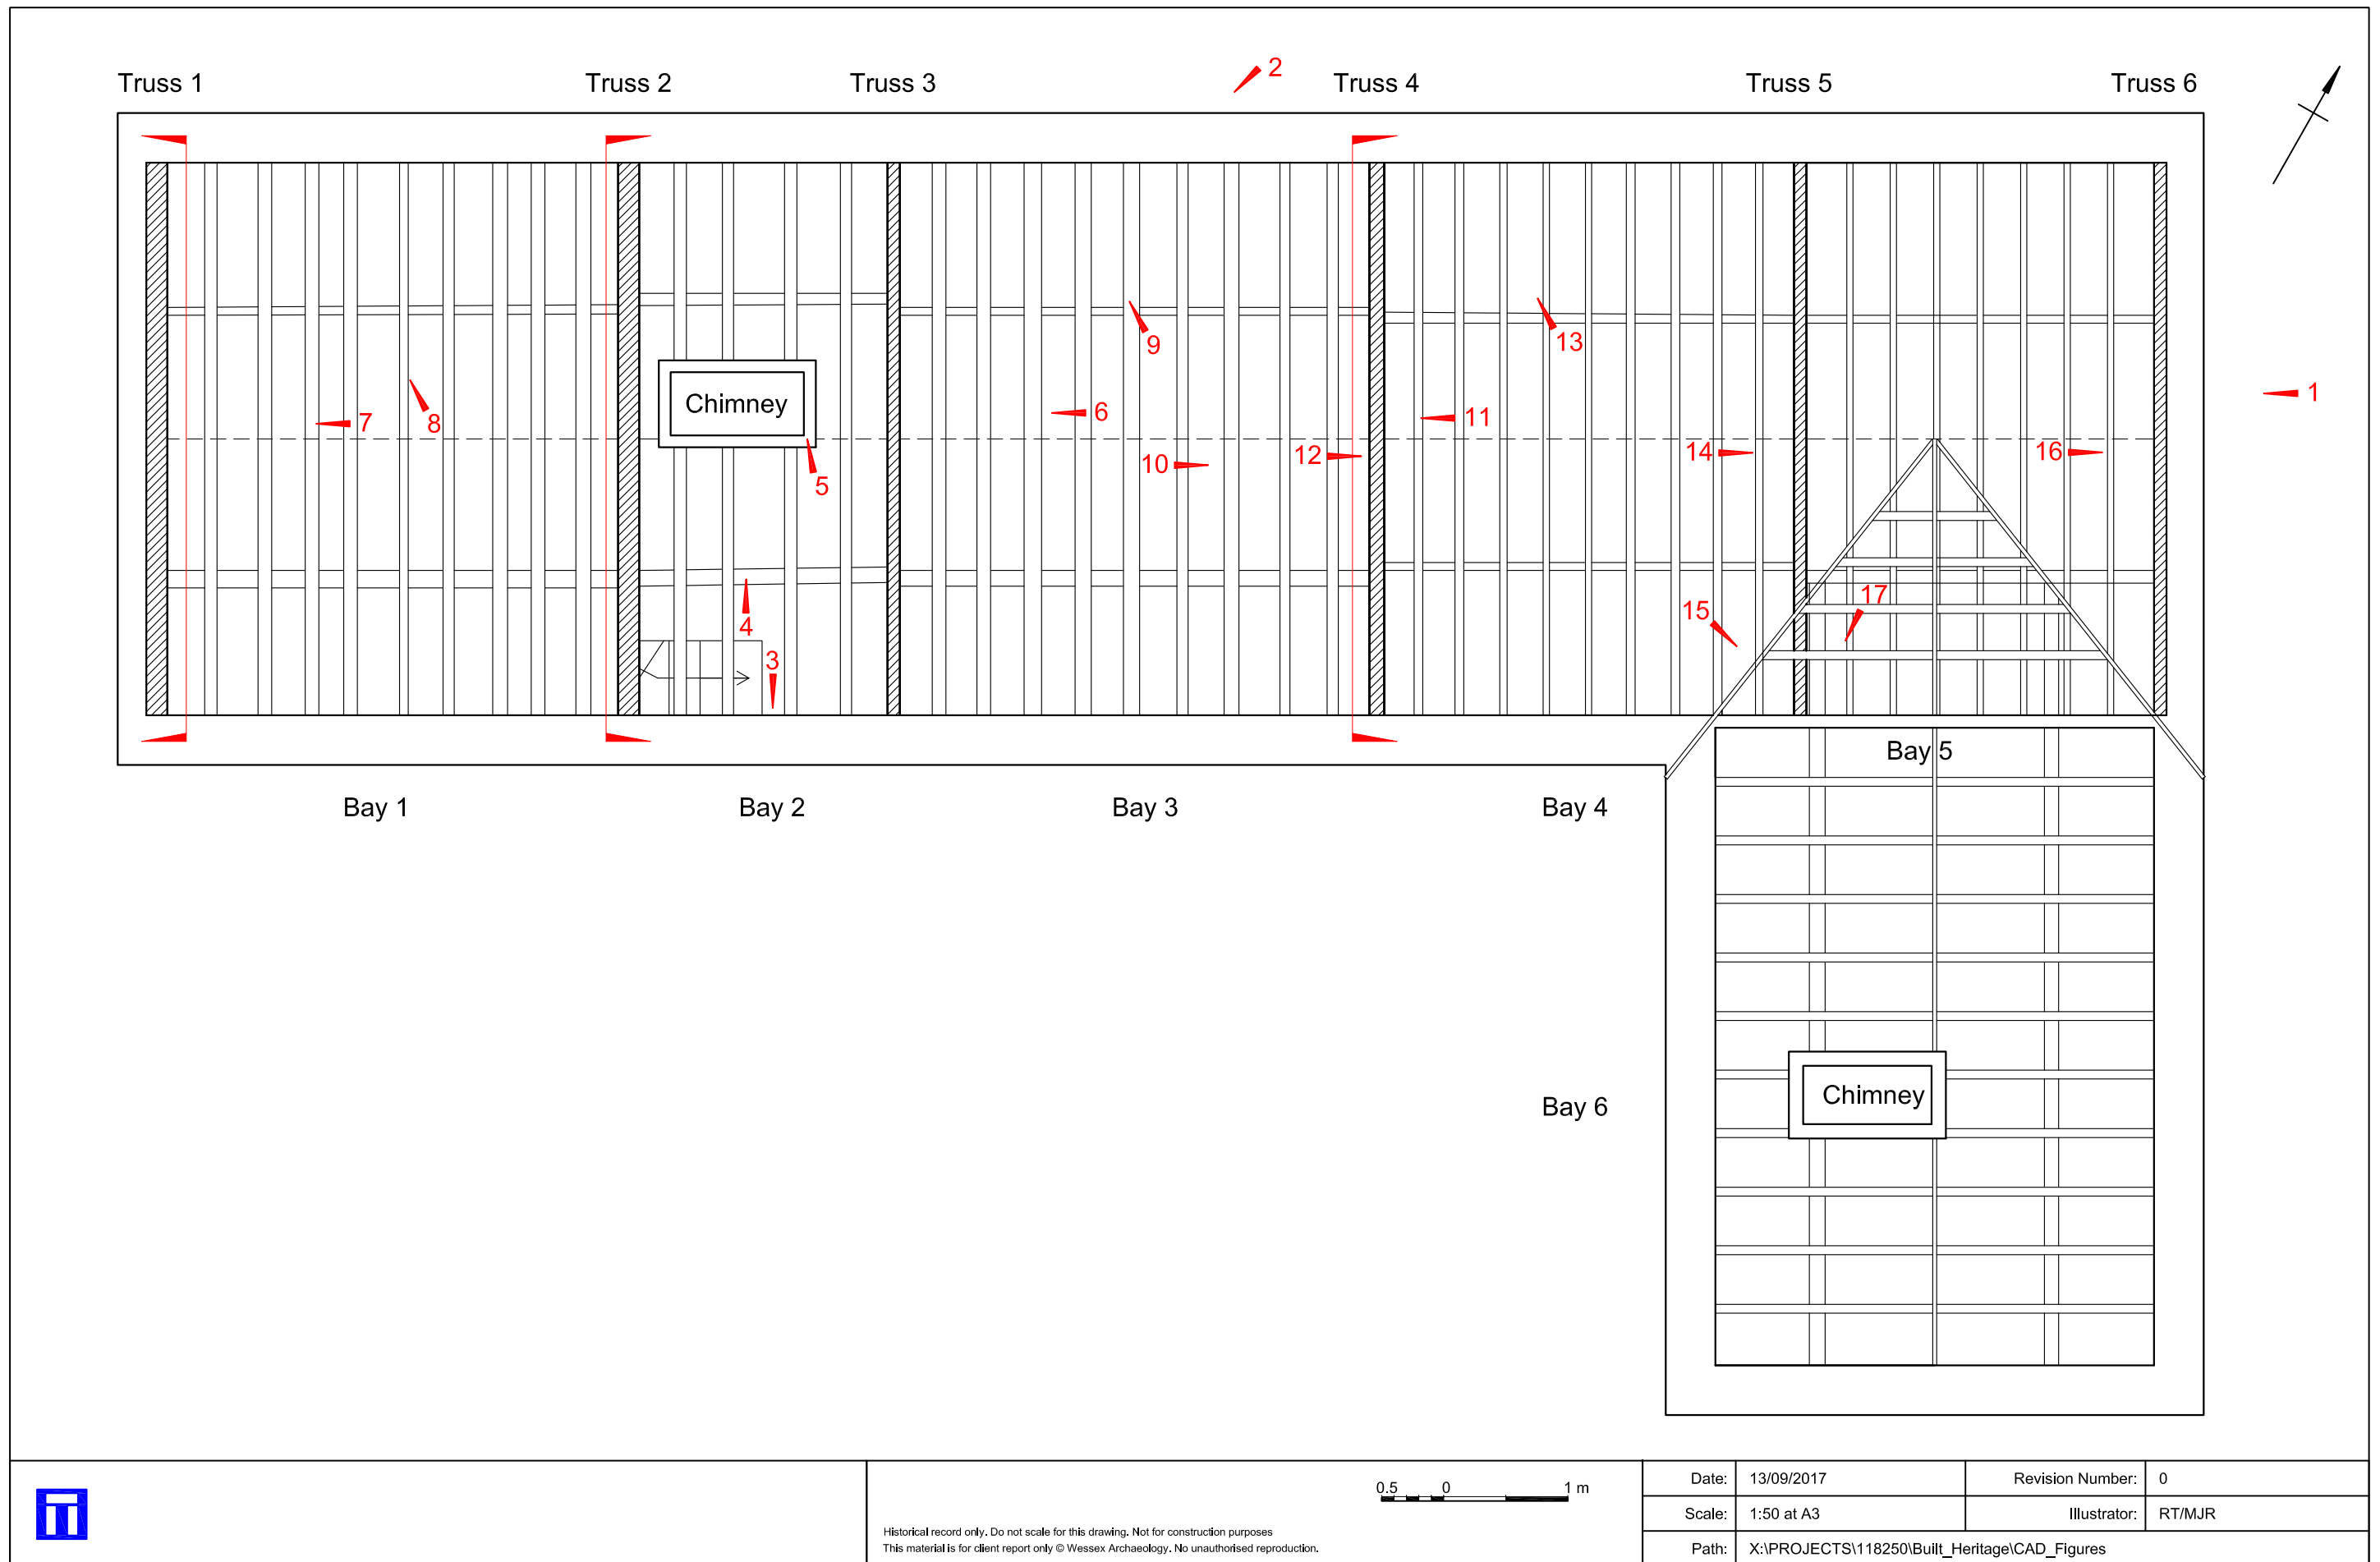 Truss 1 Truss 2 Truss 3 2 Truss 4 Truss 5 Truss 6
Chimney
9
13
7
8
6
11
1
10
12
14
16
5
4
3
15
17
Bay 5
Bay 1 Bay 2 Bay 3 Bay 4
Chimney
Bay 6
0.5 0 1 m
Historical record only. Do not scale for this drawing. Not for construction purposes
This material is for client report only © Wessex Archaeology. No unauthorised reproduction.
Date: 13/09/2017 Revision Number: 0
Scale: 1:50 at A3 Illustrator: RT/MJR
Path: X:\PROJECTS\118250\Built_Heritage\CAD_Figures